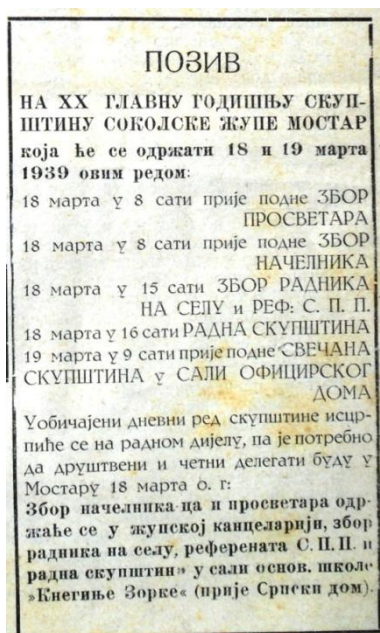 ПОЗИВ
НА XX ГЛАВНУ ГОДИШЊУ СКУП-
ШТИНУ СОКОЛСКЕ ЖУПЕ МОСТАР
која ће се одржати 18 и 19 марта
1939 овим редом:
18 марта у 8 сати прије подне ЗБОР
ПРОСВЕТАРА
18 марта у 8 сати прије подне ЗБОР
НАЧЕЛНИКА
18 марта у 15 сати ЗБОР РАДНИКА
НА СЕЛУ и РЕФ: С. П. П.
18 марта у 16 сати РАДНА СКУПШТИНА
19 марта у 9 сати прије подне СВЕЧАНА
СКУПШТИНА у САЛИ ОФИЦИРСКОГ
ДОМА
Уобичајени дневни ред скупштине исцр-
пиће се на радном дијелу, па је потребно
да друштвени и четни делегати буду у
Мостару 18 марта о. г:
Збор начелника-ца и просветара одр-
жаће се у жупској канцеларији, збор
радника на селу, референата С. П. П. и
радна скупштин» у сали основ. школе
»Кнегиње Зорке« (прије Српски дом).